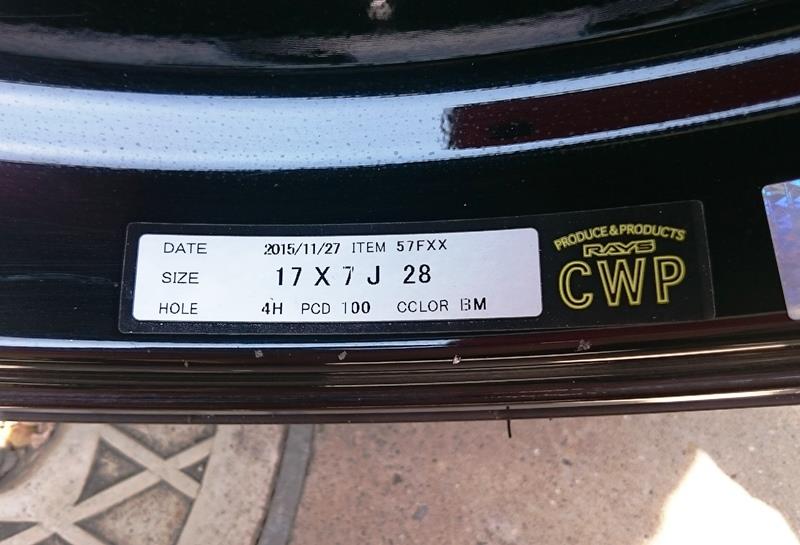 DATE 2015/11/27 ITEM 57FXX
SIZE 17 X 7 J 28
HOLE 4H PCD 100 CCLOR BM
PRODUCE & PRODUCTS
RAYS
CWP